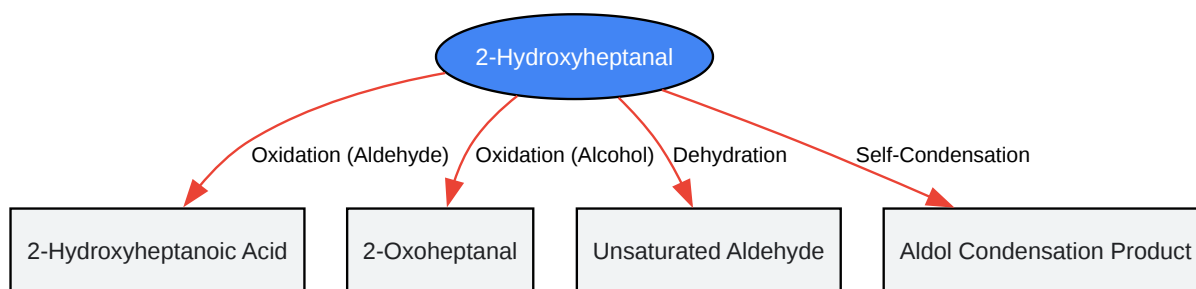 2-Hydroxyheptanal
Oxidation (Aldehyde)
Oxidation (Alcohol)
Dehydration
Self-Condensation
2-Hydroxyheptanoic Acid
2-Oxoheptanal
Unsaturated Aldehyde
Aldol Condensation Product